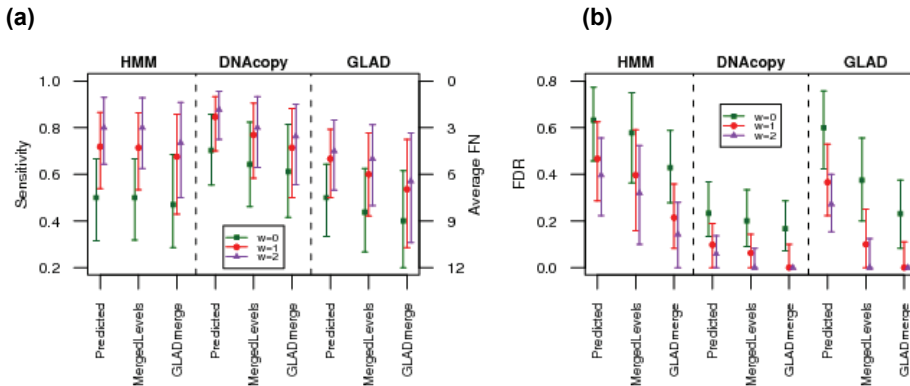 (a)
HMM DNAcopy GLAD
1.0
0.8
0.6
0.4
0.2
Sensitivity
0
3
6
9
12
Average FN
w=0
w=1
w=2
Predicted
MergedLevels
GLADmerge
Predicted
MergedLevels
GLADmerge
Predicted
MergedLevels
GLADmerge
(b)
HMM DNAcopy GLAD
0.8
0.6
0.4
0.2
0.0
FDR
w=0
w=1
w=2
Predicted
MergedLevels
GLADmerge
Predicted
MergedLevels
GLADmerge
Predicted
MergedLevels
GLADmerge